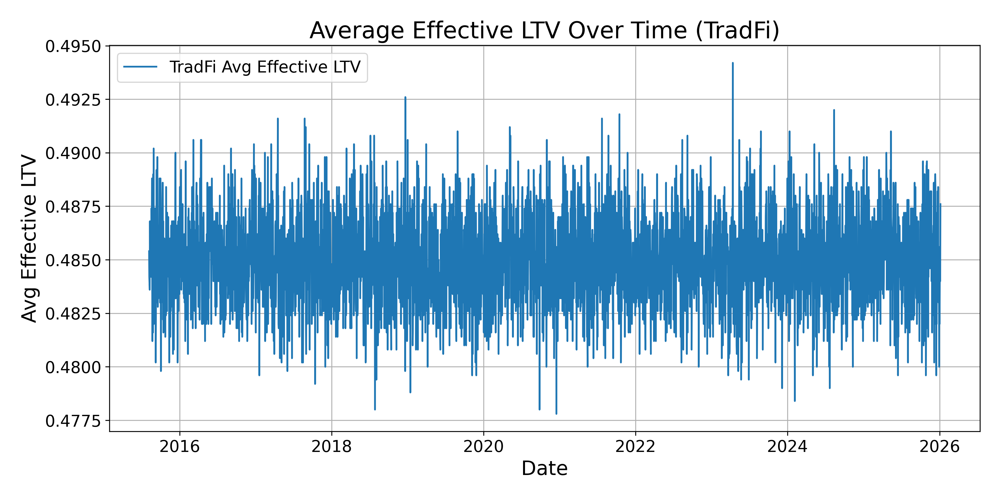 Average Effective LTV Over Time (TradFi)
TradFi Avg Effective LTV
Avg Effective LTV
0.4950
0.4925
0.4900
0.4875
0.4850
0.4825
0.4800
0.4775
2016 2018 2020 2022 2024 2026
Date